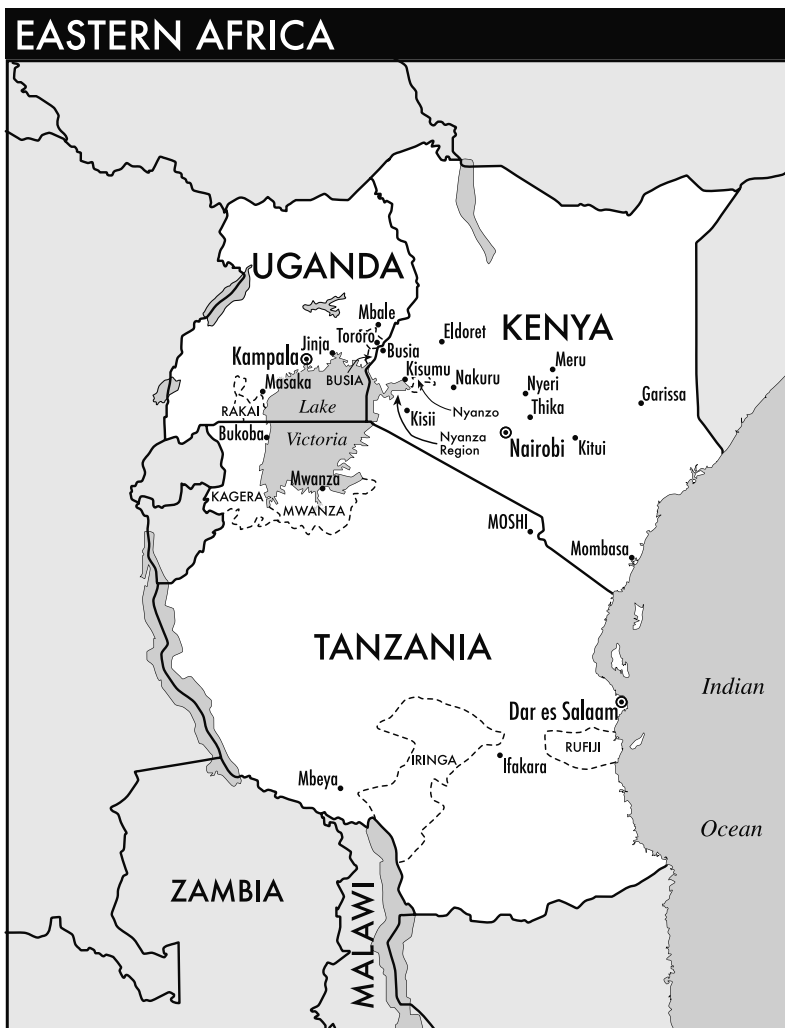 EASTERN AFRICA
UGANDA
KENYA
Mbale
Tororo
Eldoret
Jinja
Busia
Kampala
BUSIA
Kisumu
Nakuru
Meru
Nyeri
Masaka
Garissa
RAKAI
Lake
Nyanzo
Thika
Kisii
Bukoba
Victoria
Nyanza
Region
Nairobi
Kitui
Mwanza
KAGERA
MWANZA
MOSHI
Mombasa
TANZANIA
Indian
Dar es Salaam
RUFIJI
IRINGA
Ifakara
Mbeya
Ocean
ZAMBIA
MALAWI